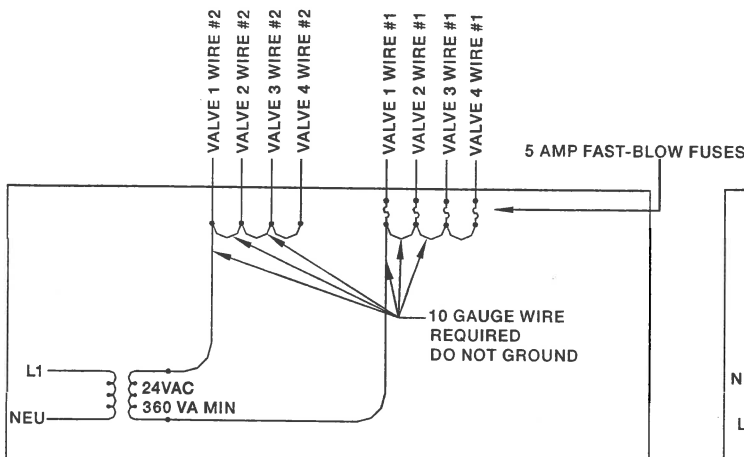 VALVE 1 WIRE #2
VALVE 2 WIRE #2
VALVE 3 WIRE #2
VALVE 4 WIRE #2
VALVE 1 WIRE #1
VALVE 2 WIRE #1
VALVE 3 WIRE #1
VALVE 4 WIRE #1
5 AMP FAST-BLOW FUSES
10 GAUGE WIRE
REQUIRED
DO NOT GROUND
L1
24VAC
NEU
360 VA MIN
N
L